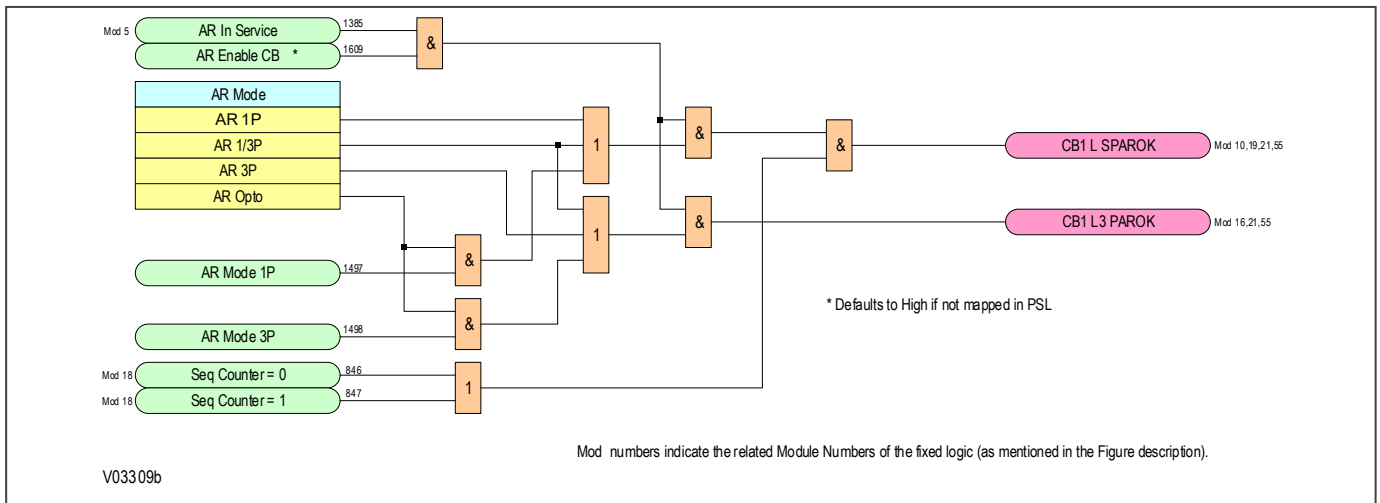 Mod 5 AR In Service 1385
AR Enable CB * 1609
&
AR Mode
AR 1P
AR 1/3P
AR 3P
AR Opto
1
&
&
CB1 L SPAROK Mod 10,19,21,55
1
&
CB1 L3 PAROK Mod 16,21,55
&
AR Mode 1P 1497
* Defaults to High if not mapped in PSL
&
AR Mode 3P 1498
Mod 18 Seq Counter = 0 846
Mod 18 Seq Counter = 1 847
1
Mod numbers indicate the related Module Numbers of the fixed logic (as mentioned in the Figure description).
V03309b